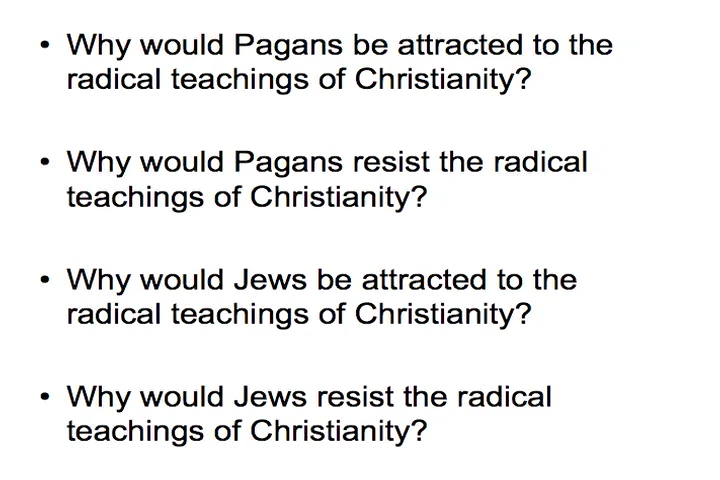 • Why would Pagans be attracted to the
radical teachings of Christianity?
• Why would Pagans resist the radical
teachings of Christianity?
• Why would Jews be attracted to the
radical teachings of Christianity?
• Why would Jews resist the radical
teachings of Christianity?